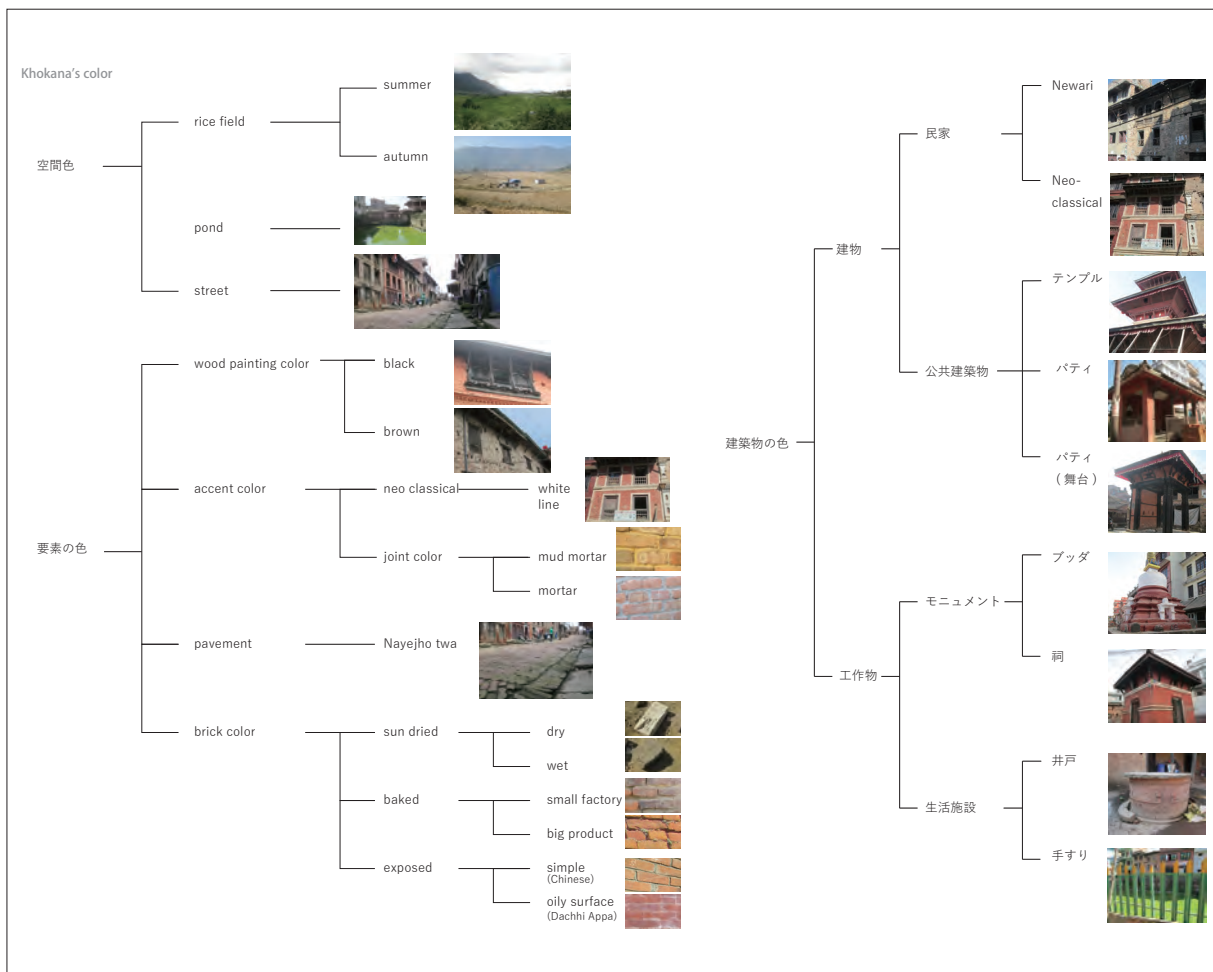 Khokana's color
空間色
rice field
summer
autumn
pond
street
要素の色
wood painting color
black
brown
accent color
neo classical
white
line
joint color
mud mortar
mortar
pavement
Nayejho twa
brick color
sun dried
dry
wet
baked
small factory
big product
exposed
simple
(Chinese)
oily surface
(Dachhi Appa)
建築物の色
建物
民家
Newari
Neo-
classical
公共建築物
テンプル
パティ
パティ
( 舞台 )
工作物
モニュメント
ブッダ
祠
生活施設
井戸
手すり